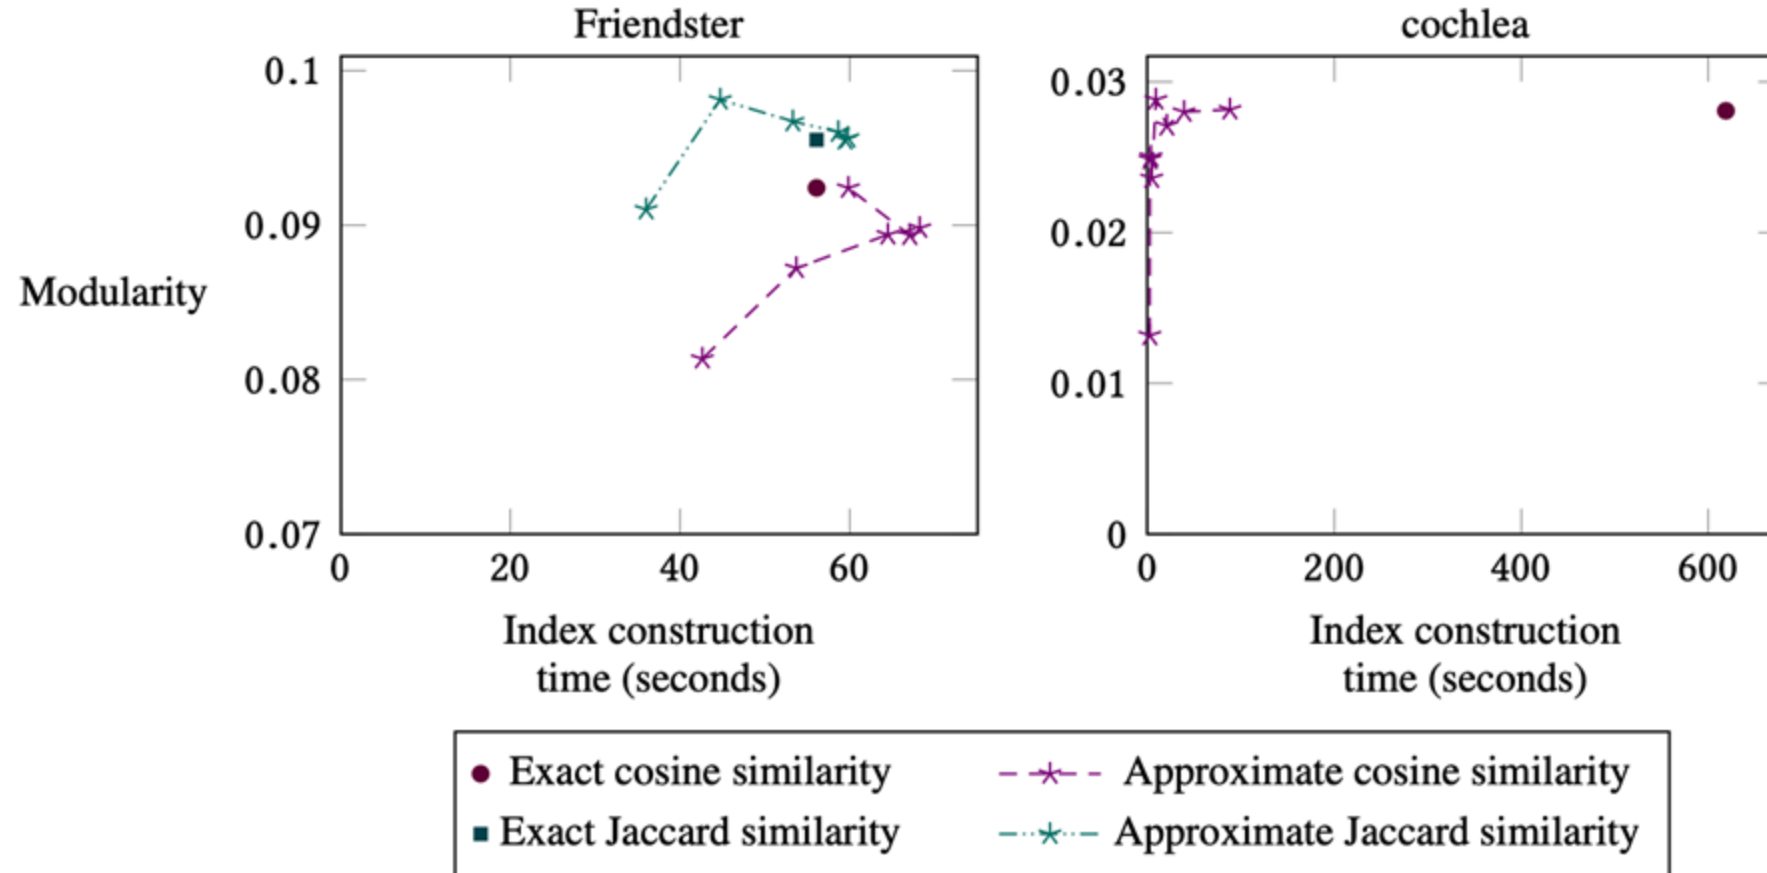 Friendster
cochlea
0.1
0.09
0.08
0.07
Modularity
0 20 40 60
Index construction
time (seconds)
0.03
0.02
0.01
0
0 200 400 600
Index construction
time (seconds)
Exact cosine similarity
Approximate cosine similarity
Exact Jaccard similarity
Approximate Jaccard similarity